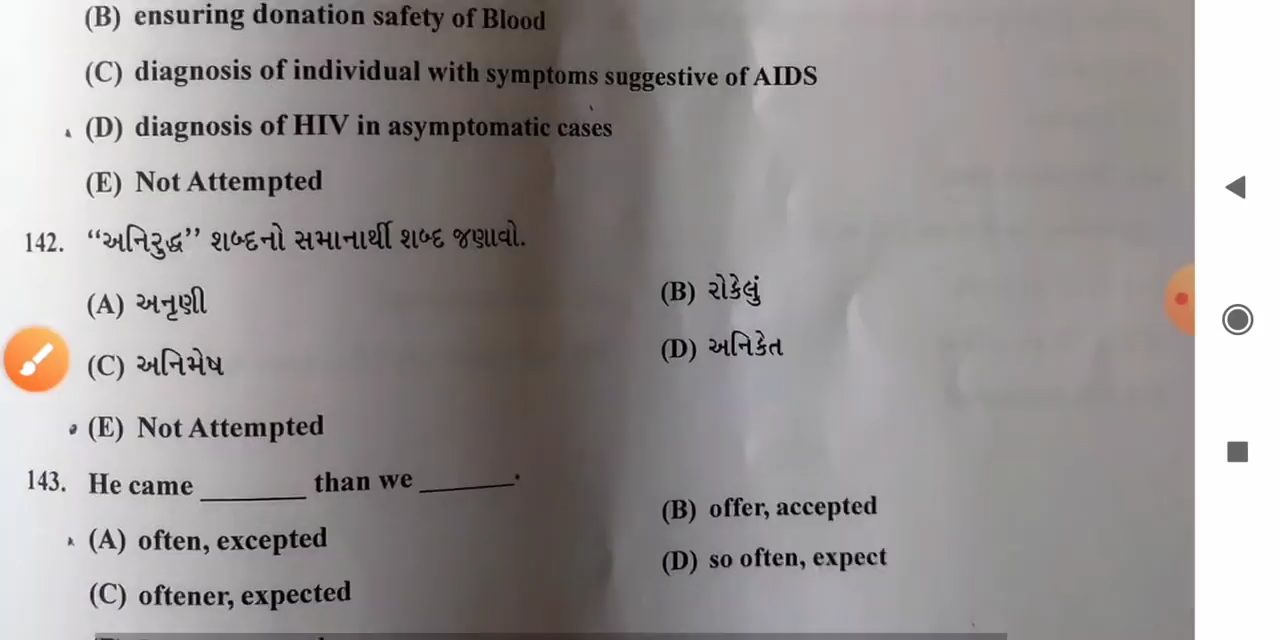 (B) ensuring donation safety of Blood
(C) diagnosis of individual with symptoms suggestive of AIDS
(D) diagnosis of HIV in asymptomatic cases
(E) Not Attempted
142. “અનિરુદ્ધ” શબ્દનો સમાનાર્થી શબ્દ જણાવો.
(A) અનૃણી
(B) રોકેલું
(C) અનિમેષ
(D) અનિકેત
(E) Not Attempted
143. He came ________ than we _______.
(A) often, excepted
(B) offer, accepted
(C) oftener, expected
(D) so often, expect